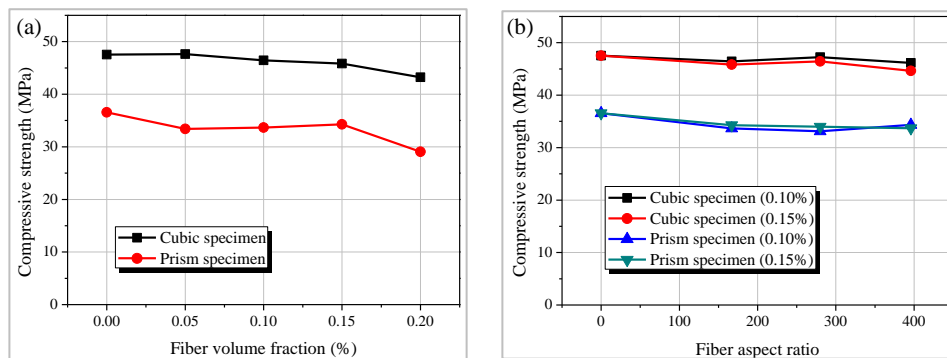 (a)
Compressive strength (MPa)
50
40
30
20
10
0
Cubic specimen
Prism specimen
0.00 0.05 0.10 0.15 0.20
Fiber volume fraction (%)
(b)
Compressive strength (MPa)
50
40
30
20
10
0
Cubic specimen (0.10%)
Cubic specimen (0.15%)
Prism specimen (0.10%)
Prism specimen (0.15%)
0 100 200 300 400
Fiber aspect ratio